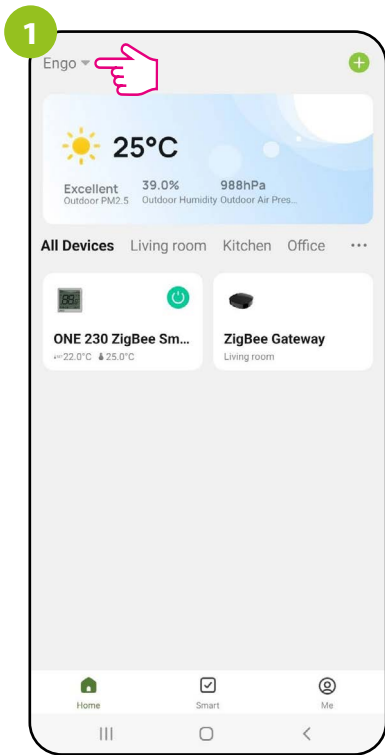 1
Engo
25°C
Excellent 39.0% 988hPa
Outdoor PM2.5 Outdoor Humidity Outdoor Air Pres...
All Devices Living room Kitchen Office ...
ONE 230 ZigBee Sm... ZigBee Gateway
22.0°C 25.0°C Living room
Home Smart Me